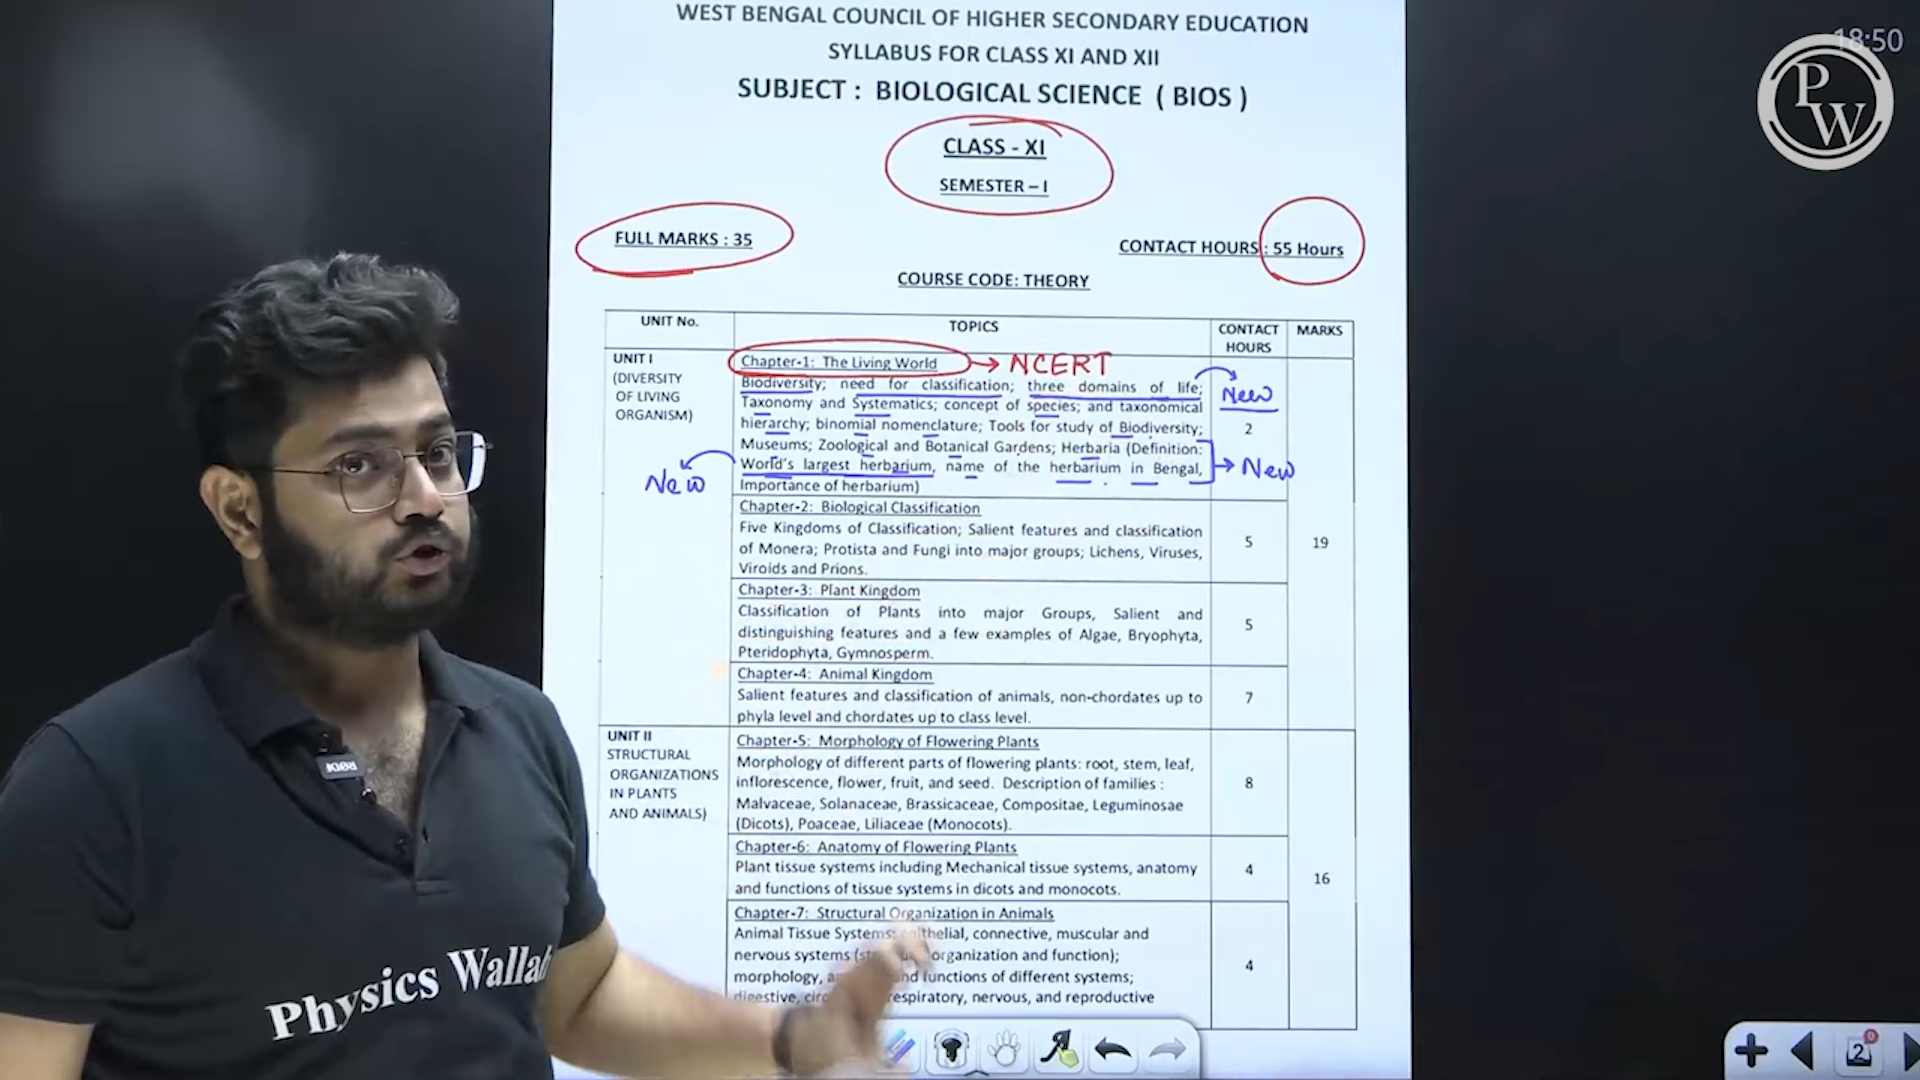 WEST BENGAL COUNCIL OF HIGHER SECONDARY EDUCATION
SYLLABUS FOR CLASS XI AND XII
SUBJECT : BIOLOGICAL SCIENCE ( BIOS )
CLASS - XI
SEMESTER – I
FULL MARKS : 35
CONTACT HOURS : 55 Hours
COURSE CODE: THEORY
UNIT No.
TOPICS
CONTACT HOURS
MARKS
UNIT I
(DIVERSITY
OF LIVING
ORGANISM)
Chapter-1: The Living World → NCERT
Biodiversity; need for classification; three domains of life; New
Taxonomy and Systematics; concept of species; and taxonomical
hierarchy; binomial nomenclature; Tools for study of Biodiversity;
Museums; Zoological and Botanical Gardens; Herbaria (Definition:
World's largest herbarium, name of the herbarium in Bengal, → New
Importance of herbarium)
New
2
Chapter-2: Biological Classification
Five Kingdoms of Classification; Salient features and classification
of Monera; Protista and Fungi into major groups; Lichens, Viruses,
Viroids and Prions.
5
19
Chapter-3: Plant Kingdom
Classification of Plants into major Groups, Salient and
distinguishing features and a few examples of Algae, Bryophyta,
Pteridophyta, Gymnosperm.
5
Chapter-4: Animal Kingdom
Salient features and classification of animals, non-chordates up to
phyla level and chordates up to class level.
7
UNIT II
STRUCTURAL
ORGANIZATIONS
IN PLANTS
AND ANIMALS)
Chapter-5: Morphology of Flowering Plants
Morphology of different parts of flowering plants: root, stem, leaf,
inflorescence, flower, fruit, and seed. Description of families :
Malvaceae, Solanaceae, Brassicaceae, Compositae, Leguminosae
(Dicots), Poaceae, Liliaceae (Monocots).
8
Chapter-6: Anatomy of Flowering Plants
Plant tissue systems including Mechanical tissue systems, anatomy
and functions of tissue systems in dicots and monocots.
4
16
Chapter-7: Structural Organization in Animals
Animal Tissue Systems: epithelial, connective, muscular and
nervous systems organization and function);
morphology, and functions of different systems;
digestive, respiratory, nervous, and reproductive
4
18:50
PW
RODE
Physics Wallah
2